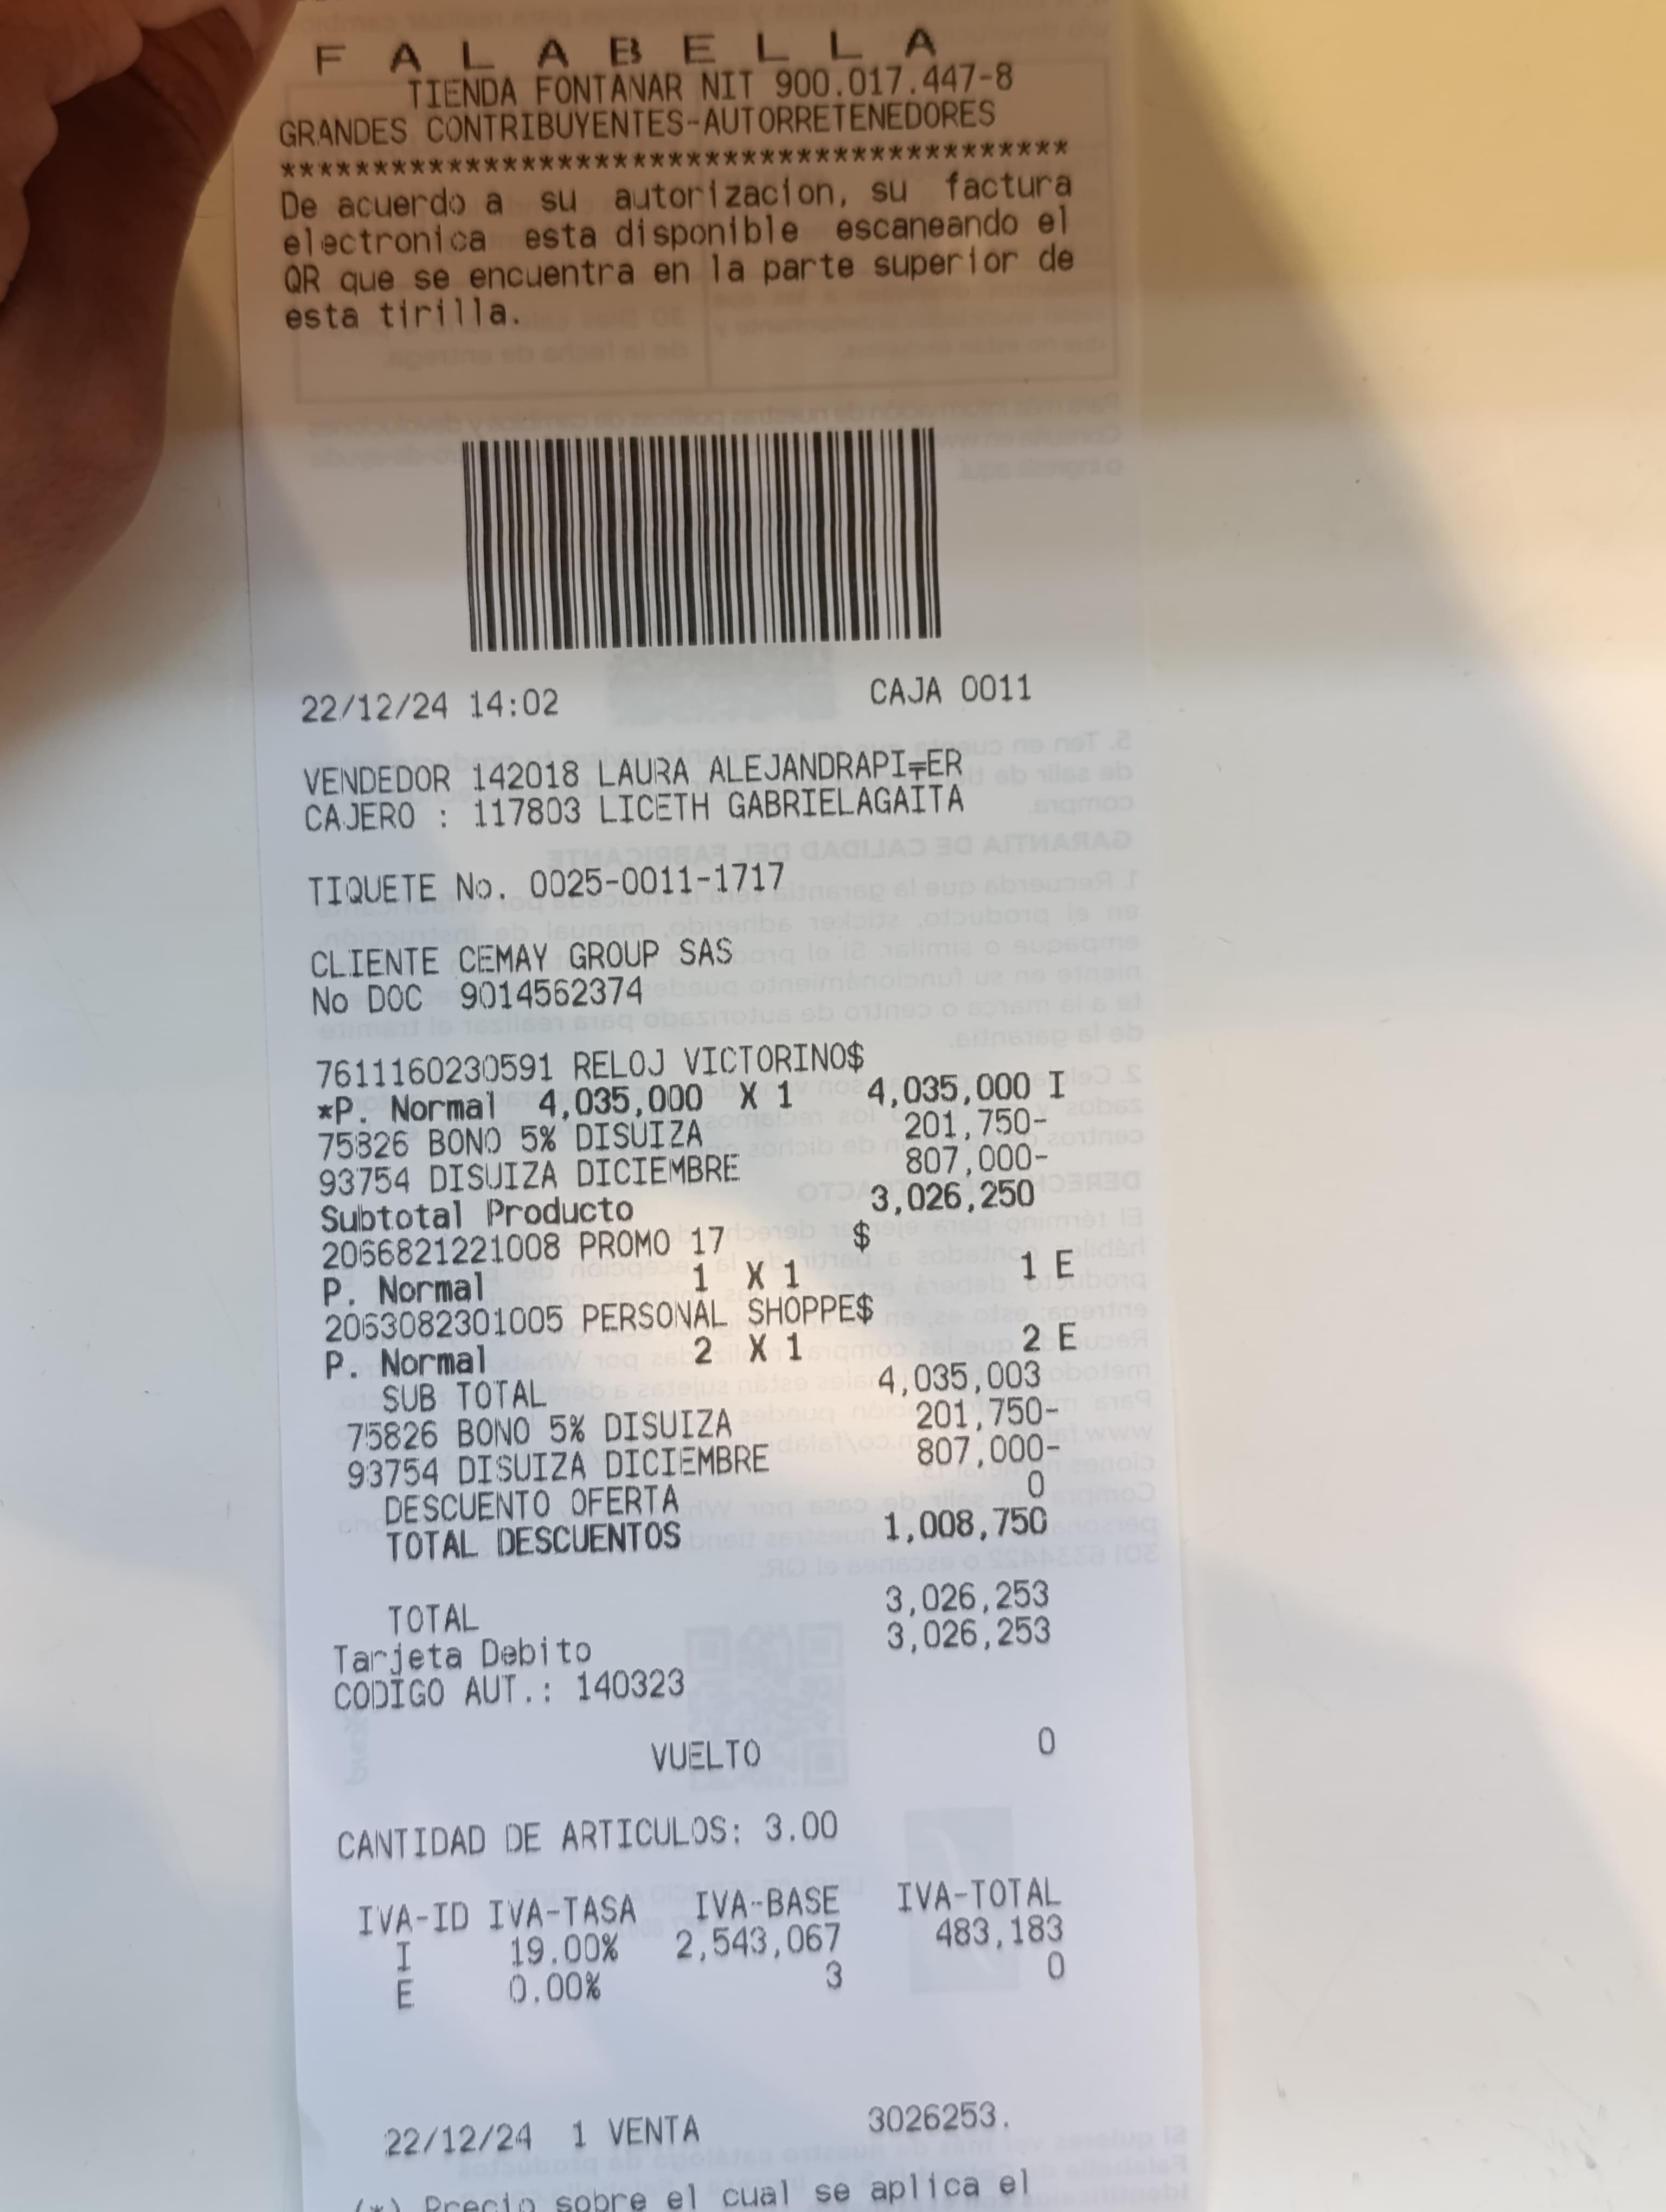 F A L A B E L L A
TIENDA FONTANAR NIT 900.017.447-8
GRANDES CONTRIBUYENTES-AUTORRETENEDORES
*******************************************
De acuerdo a su autorizacion, su factura
electronica esta disponible escaneando el
QR que se encuentra en la parte superior de
esta tirilla.
22/12/24 14:02 CAJA 0011
VENDEDOR 142018 LAURA
CAJERO : 117803 LICETH GABRIELAGAITA
TIQUETE No. 0025-0011-1717
CLIENTE CEMAY GROUP SAS
No DOC 9014562374
7611160230591 RELOJ VICTORINO$
*P. Normal 4,035,000 X 1 4,035,000 I
75826 BONO 5% DISUIZA 201,750-
93754 DISUIZA DICIEMBRE 807,000-
Subtotal Producto 3,026,250
2066821221008 PROMO 17 $
P. Normal 1 X 1 1 E
2063082301005 PERSONAL SHOPPE$
P. Normal 2 X 1 2 E
SUB TOTAL 4,035,003
75826 BONO 5% DISUIZA 201,750-
93754 DISUIZA DICIEMBRE 807,000-
DESCUENTO OFERTA 0
TOTAL DESCUENTOS 1,008,750
TOTAL 3,026,253
Tarjeta Debito 3,026,253
CODIGO AUT.: 140323
VUELTO 0
CANTIDAD DE ARTICULOS: 3.00
IVA-ID IVA-TASA IVA-BASE IVA-TOTAL
I 19.00% 2,543,067 483,183
E 0.00% 3 0
22/12/24 1 VENTA 3026253.
(*) Precio sobre el cual se aplica el